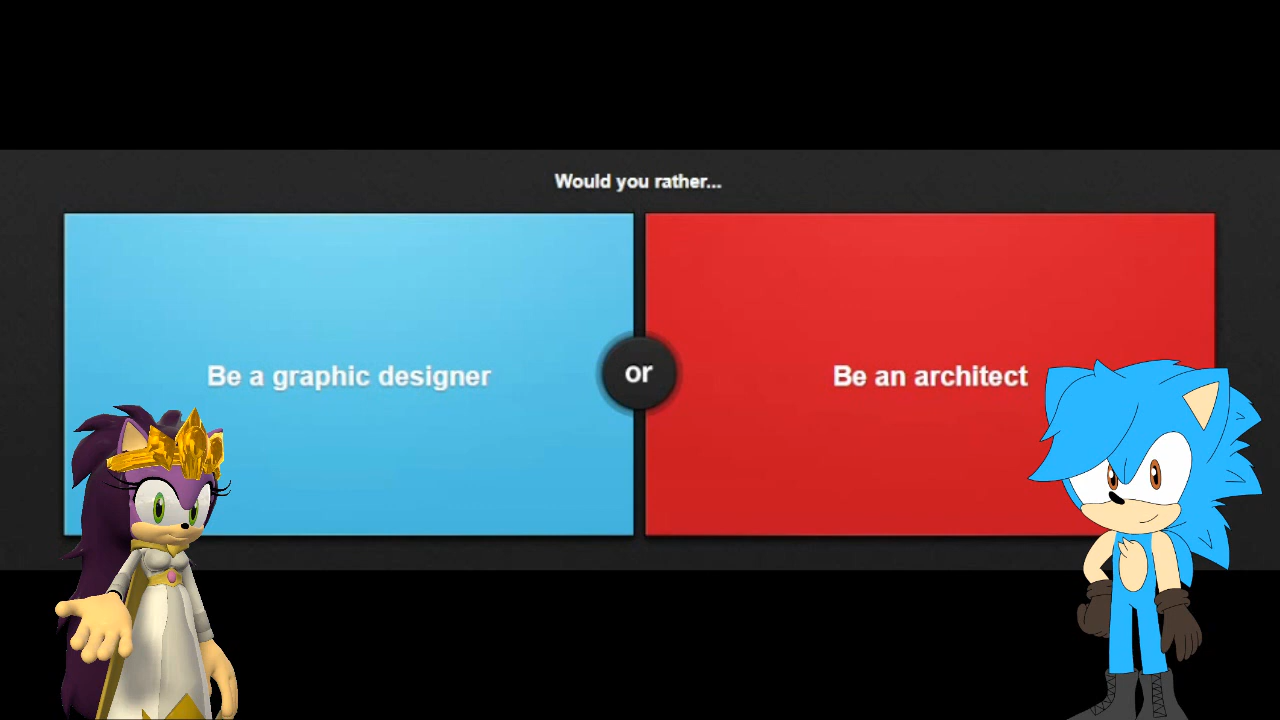 Would you rather...
Be a graphic designer
or
Be an architect